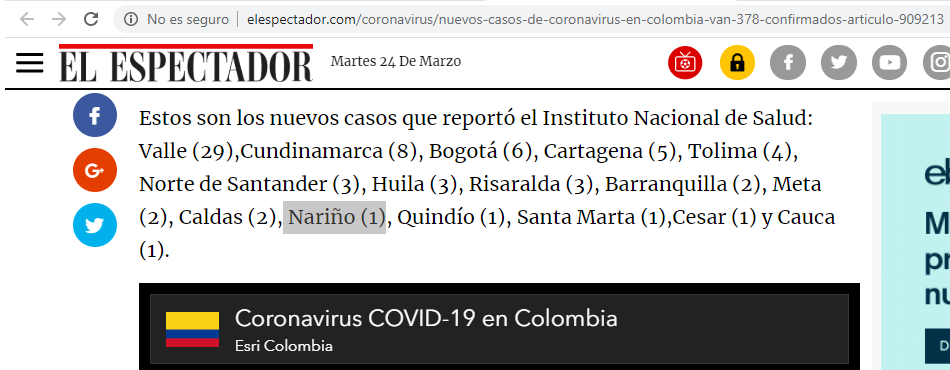 No es seguro | elespectador.com/coronavirus/nuevos-casos-de-coronavirus-en-colombia-van-378-confirmados-articulo-909213
EL ESPECTADOR
Martes 24 De Marzo
Estos son los nuevos casos que reportó el Instituto Nacional de Salud:
Valle (29),Cundinamarca (8), Bogotá (6), Cartagena (5), Tolima (4),
Norte de Santander (3), Huila (3), Risaralda (3), Barranquilla (2), Meta
(2), Caldas (2), Nariño (1), Quindío (1), Santa Marta (1),Cesar (1) y Cauca
(1).
Coronavirus COVID-19 en Colombia
Esri Colombia